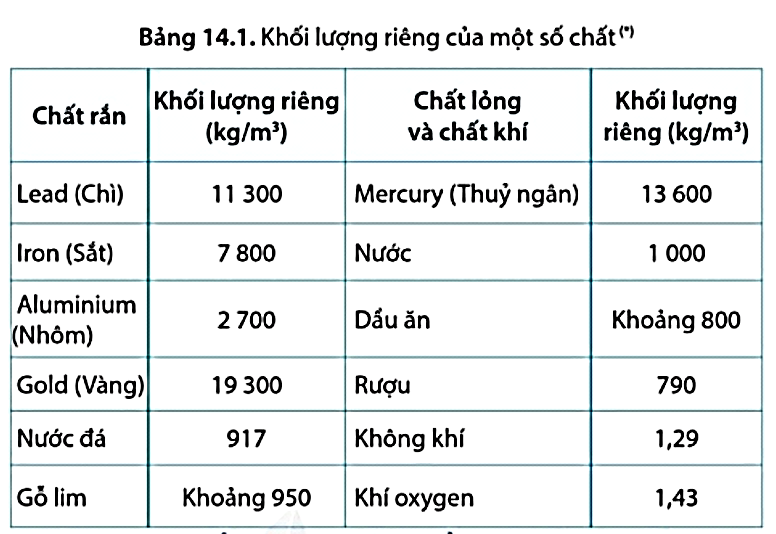 Bảng 14.1. Khối lượng riêng của một số chất(*)
Chất rắn | Khối lượng riêng (kg/m³) | Chất lỏng và chất khí | Khối lượng riêng (kg/m³)
Lead (Chì) | 11 300 | Mercury (Thuỷ ngân) | 13 600
Iron (Sắt) | 7 800 | Nước | 1 000
Aluminium (Nhôm) | 2 700 | Dầu ăn | Khoảng 800
Gold (Vàng) | 19 300 | Rượu | 790
Nước đá | 917 | Không khí | 1,29
Gỗ lim | Khoảng 950 | Khí oxygen | 1,43